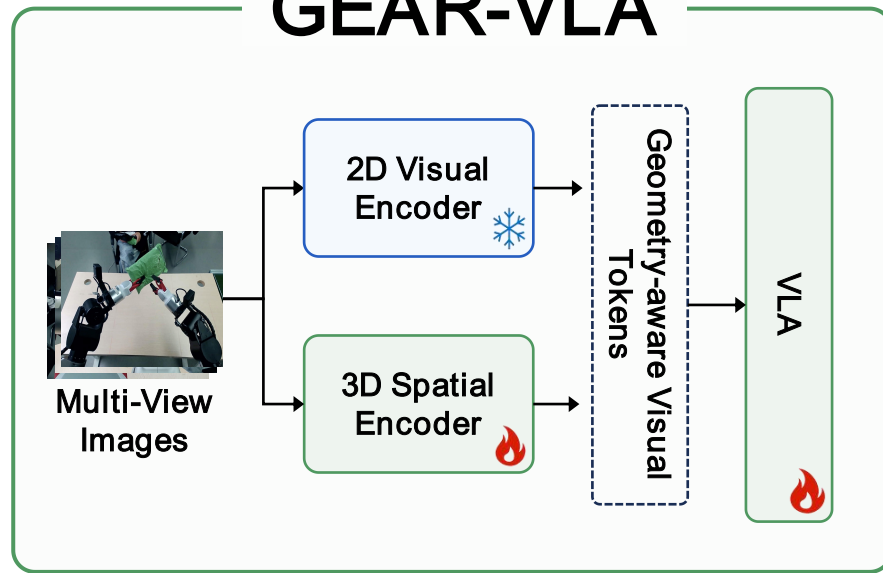 GEAR-VLA
2D Visual
Encoder
Geometry-aware Visual
Tokens
VLA
Multi-View
Images
3D Spatial
Encoder